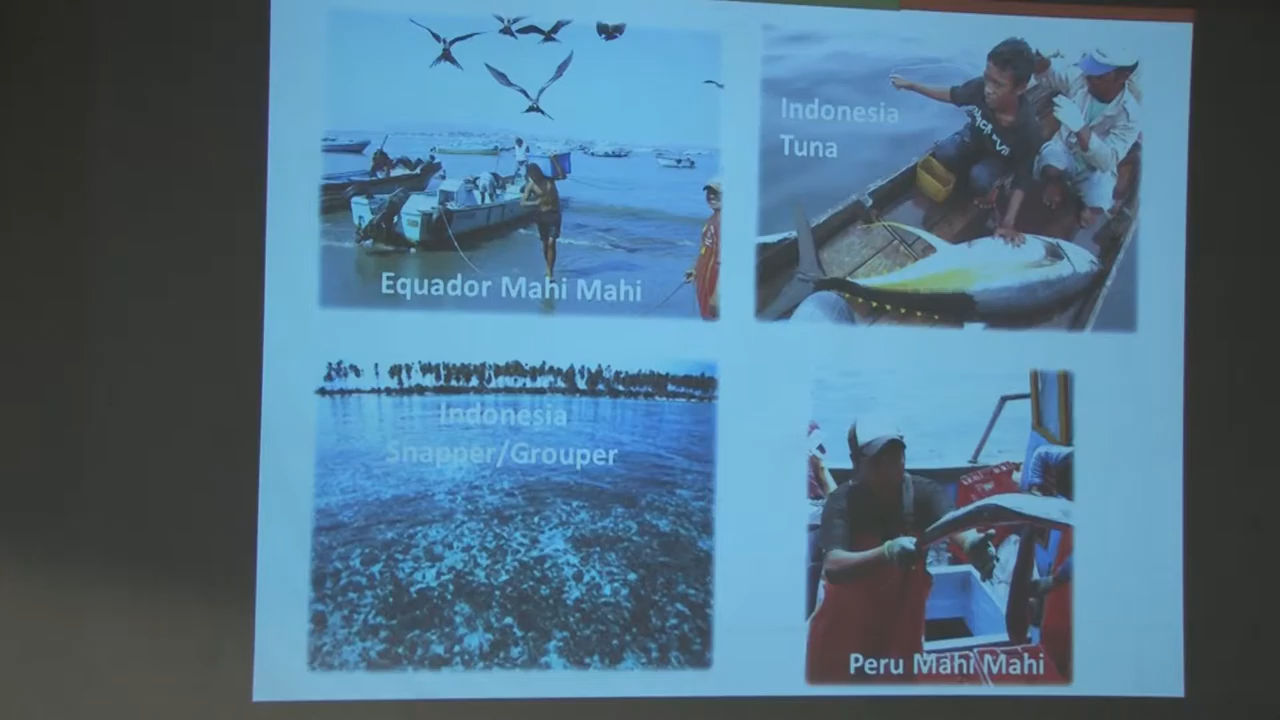 Indonesia
Tuna
Equador Mahi Mahi
Indonesia
Snapper/Grouper
Peru Mahi Mahi